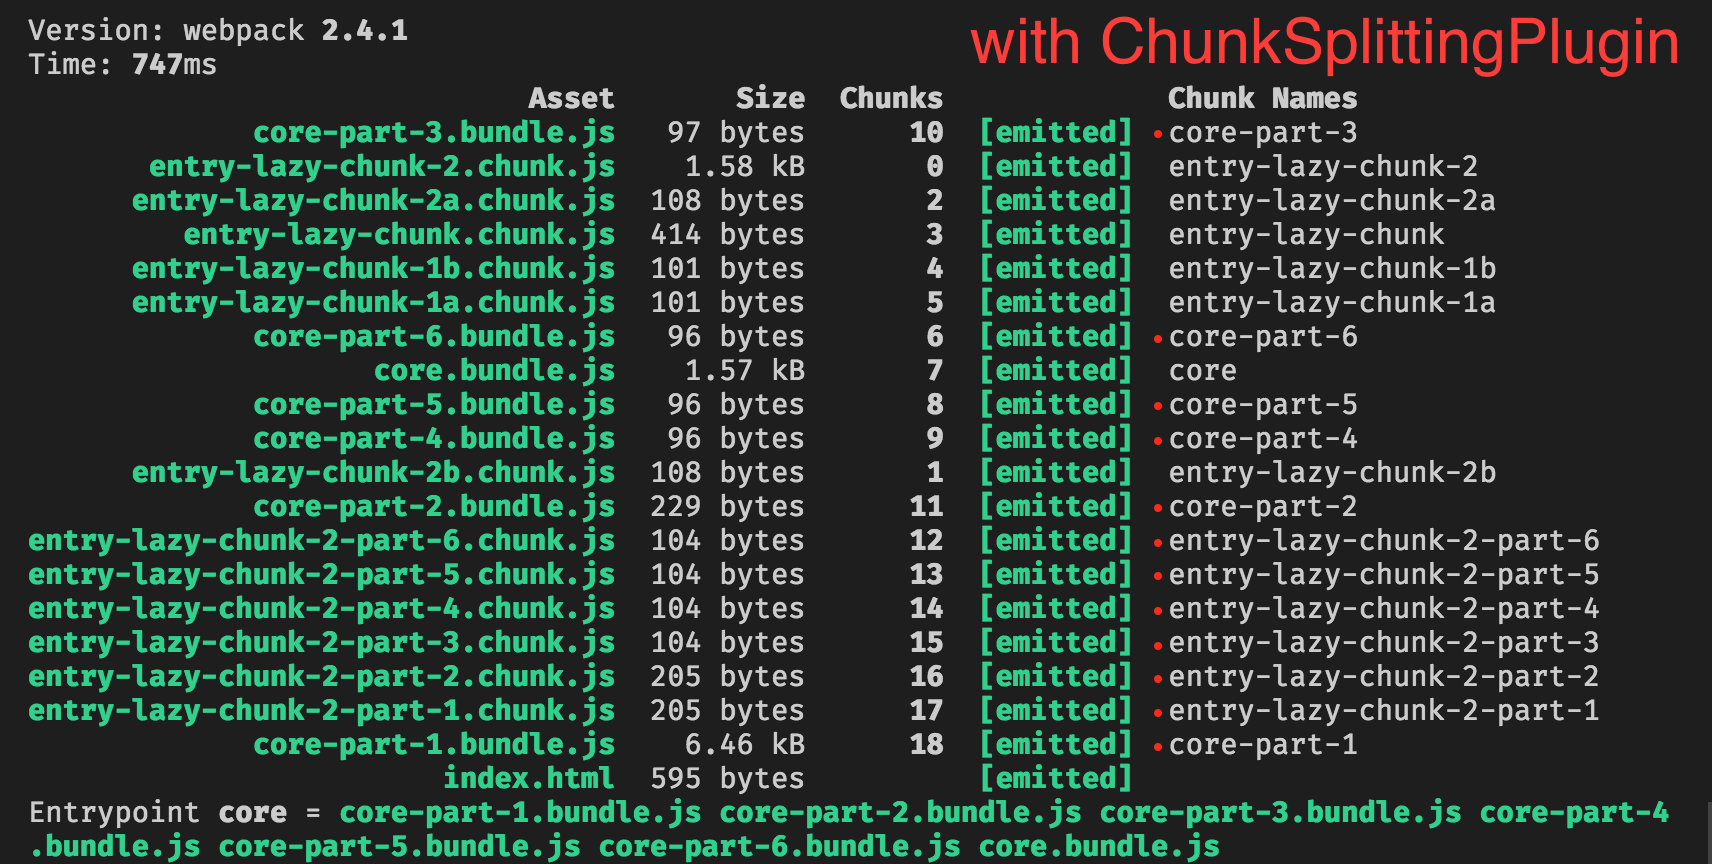 Version: webpack 2.4.1
with ChunkSplittingPlugin
Time: 747ms
Asset Size Chunks Chunk Names
core-part-3.bundle.js 97 bytes 10 [emitted] core-part-3
entry-lazy-chunk-2.chunk.js 1.58 kB 0 [emitted] entry-lazy-chunk-2
entry-lazy-chunk-2a.chunk.js 108 bytes 2 [emitted] entry-lazy-chunk-2a
entry-lazy-chunk.chunk.js 414 bytes 3 [emitted] entry-lazy-chunk
entry-lazy-chunk-1b.chunk.js 101 bytes 4 [emitted] entry-lazy-chunk-1b
entry-lazy-chunk-1a.chunk.js 101 bytes 5 [emitted] entry-lazy-chunk-1a
core-part-6.bundle.js 96 bytes 6 [emitted] core-part-6
core.bundle.js 1.57 kB 7 [emitted] core
core-part-5.bundle.js 96 bytes 8 [emitted] core-part-5
core-part-4.bundle.js 96 bytes 9 [emitted] core-part-4
entry-lazy-chunk-2b.chunk.js 108 bytes 1 [emitted] entry-lazy-chunk-2b
core-part-2.bundle.js 229 bytes 11 [emitted] core-part-2
entry-lazy-chunk-2-part-6.chunk.js 104 bytes 12 [emitted] entry-lazy-chunk-2-part-6
entry-lazy-chunk-2-part-5.chunk.js 104 bytes 13 [emitted] entry-lazy-chunk-2-part-5
entry-lazy-chunk-2-part-4.chunk.js 104 bytes 14 [emitted] entry-lazy-chunk-2-part-4
entry-lazy-chunk-2-part-3.chunk.js 104 bytes 15 [emitted] entry-lazy-chunk-2-part-3
entry-lazy-chunk-2-part-2.chunk.js 205 bytes 16 [emitted] entry-lazy-chunk-2-part-2
entry-lazy-chunk-2-part-1.chunk.js 205 bytes 17 [emitted] entry-lazy-chunk-2-part-1
core-part-1.bundle.js 6.46 kB 18 [emitted] core-part-1
index.html 595 bytes [emitted]
Entrypoint core = core-part-1.bundle.js core-part-2.bundle.js core-part-3.bundle.js core-part-4
.bundle.js core-part-5.bundle.js core-part-6.bundle.js core.bundle.js